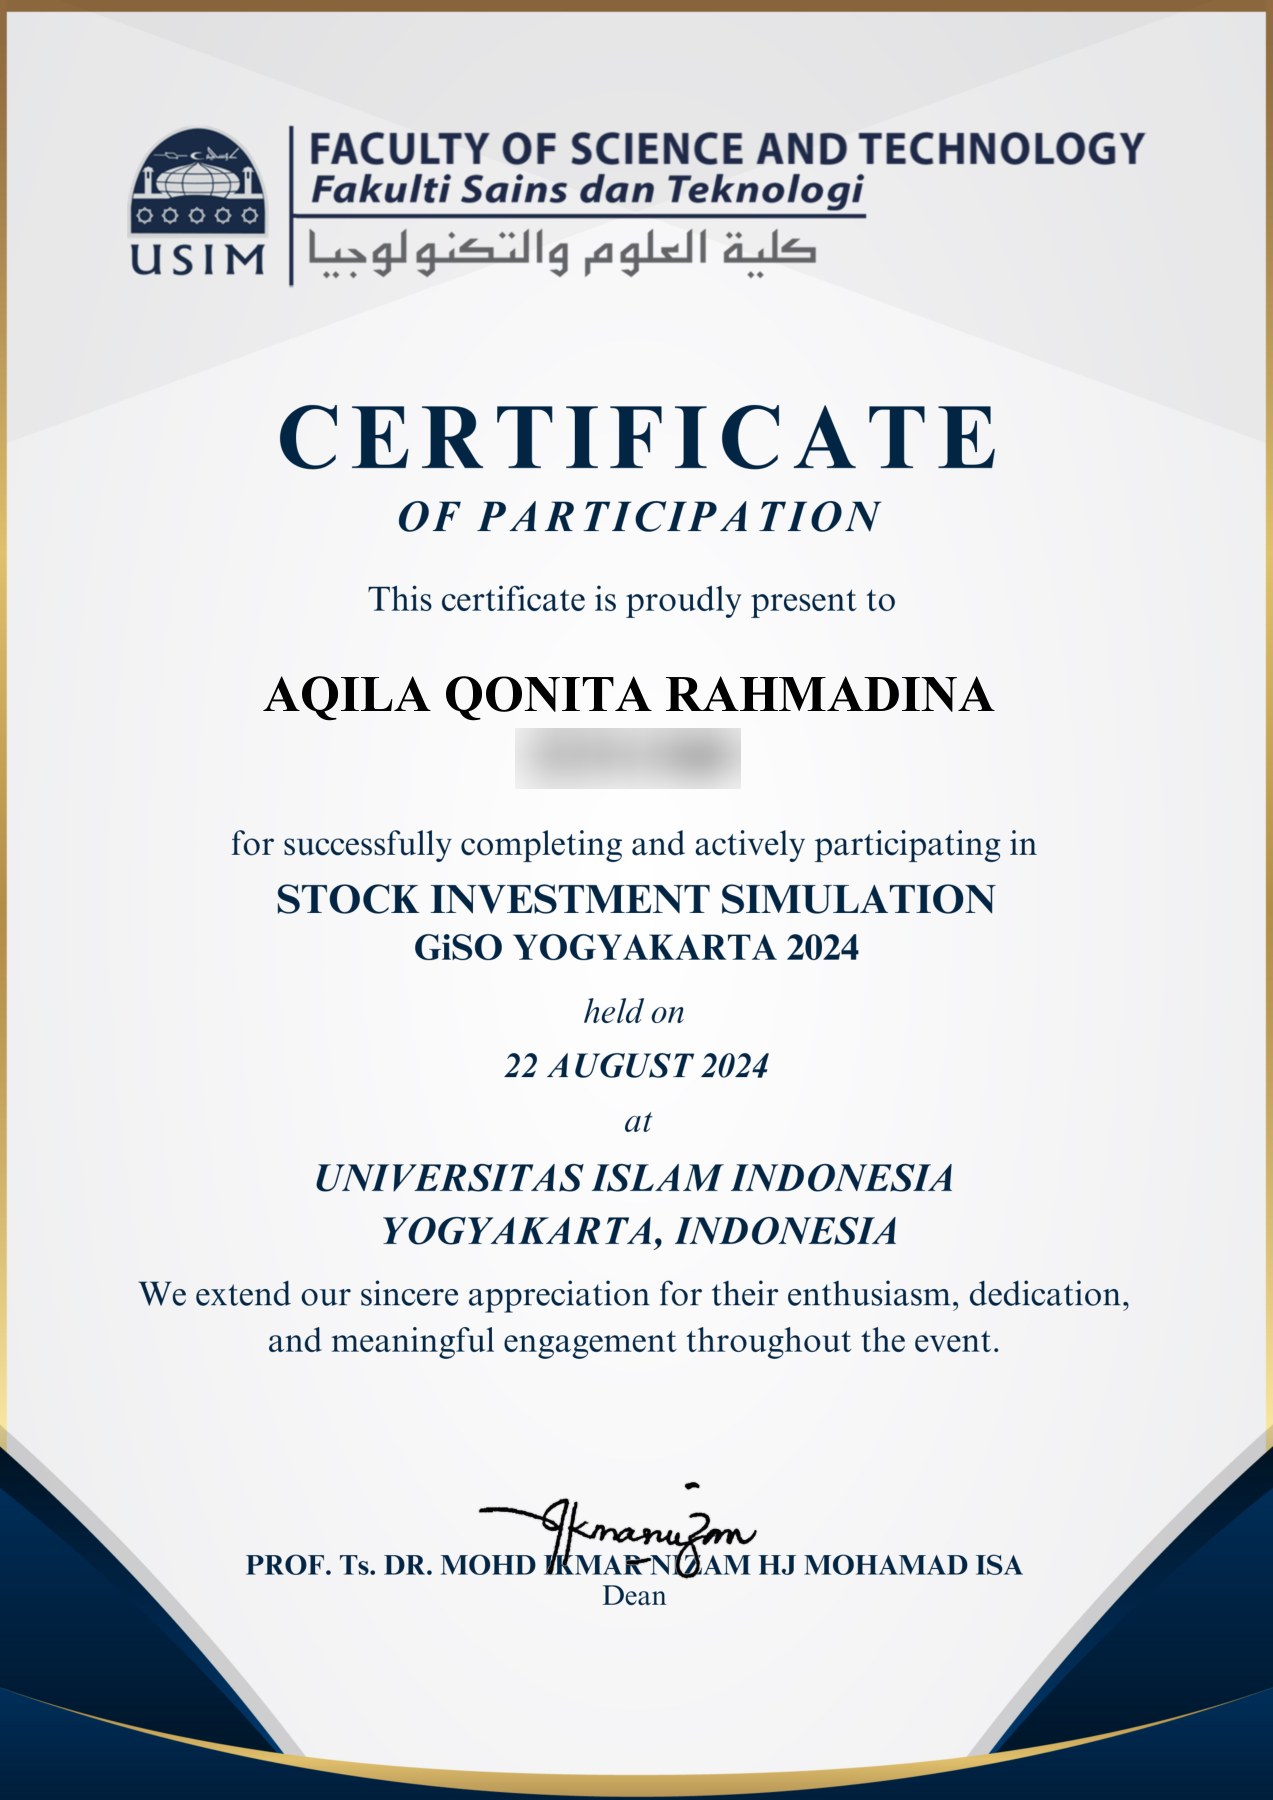 USIM
FACULTY OF SCIENCE AND TECHNOLOGY
Fakulti Sains dan Teknologi
كلية العلوم والتكنولوجيا
CERTIFICATE
OF PARTICIPATION
This certificate is proudly present to
AQILA QONITA RAHMADINA
for successfully completing and actively participating in
STOCK INVESTMENT SIMULATION
GiSO YOGYAKARTA 2024
held on
22 AUGUST 2024
at
UNIVERSITAS ISLAM INDONESIA
YOGYAKARTA, INDONESIA
We extend our sincere appreciation for their enthusiasm, dedication,
and meaningful engagement throughout the event.
Ikmanizam
PROF. Ts. DR. MOHD IKMAR NIZAM HJ MOHAMAD ISA
Dean